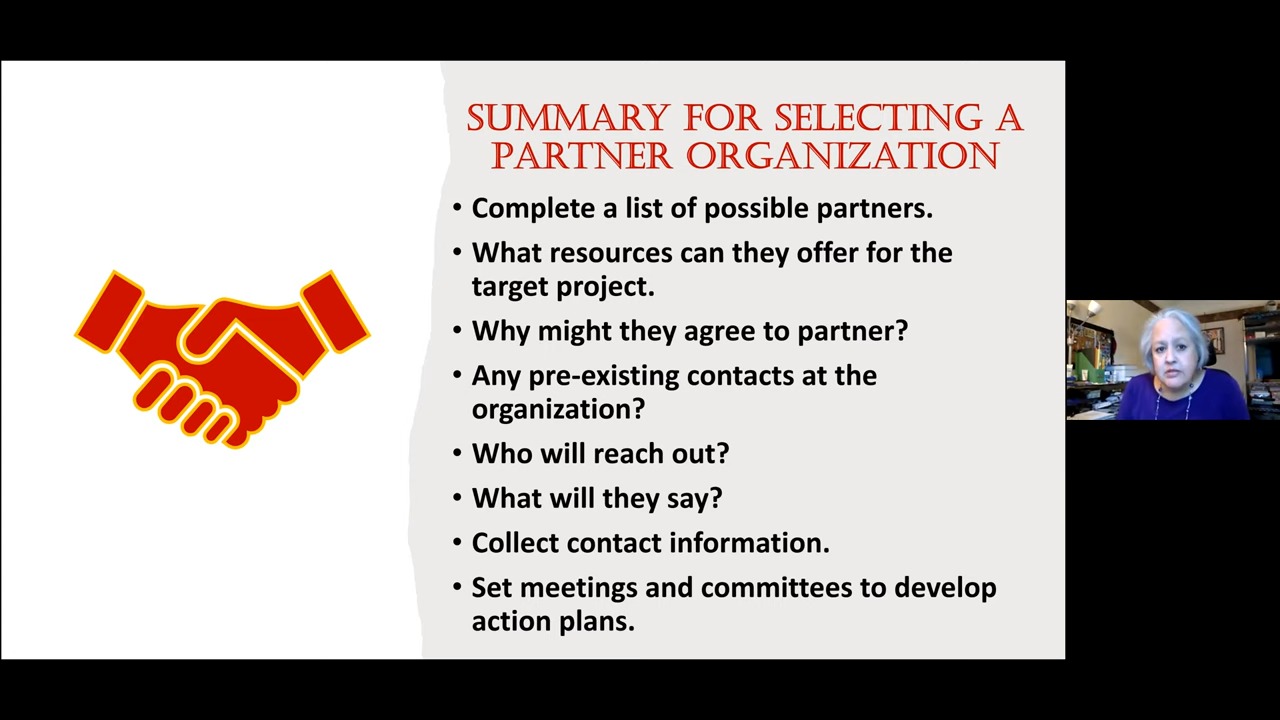 SUMMARY FOR SELECTING A
PARTNER ORGANIZATION
• Complete a list of possible partners.
• What resources can they offer for the
target project.
• Why might they agree to partner?
• Any pre-existing contacts at the
organization?
• Who will reach out?
• What will they say?
• Collect contact information.
• Set meetings and committees to develop
action plans.